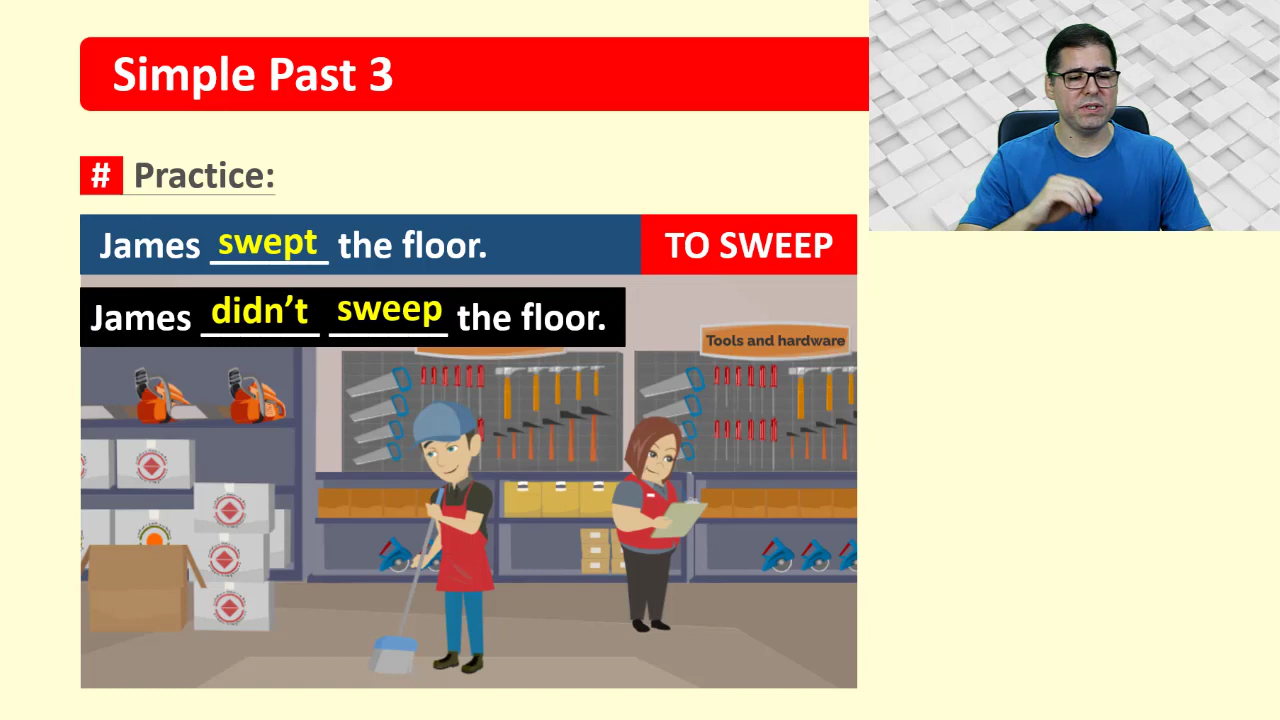 Simple Past 3
# Practice:
James swept the floor. TO SWEEP
James didn’t sweep the floor.
Tools and hardware